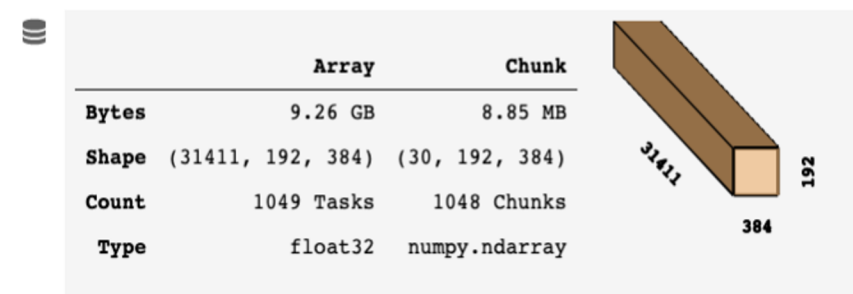 Array Chunk
Bytes 9.26 GB 8.85 MB
Shape (31411, 192, 384) (30, 192, 384)
Count 1049 Tasks 1048 Chunks
Type float32 numpy.ndarray
31411
192
384